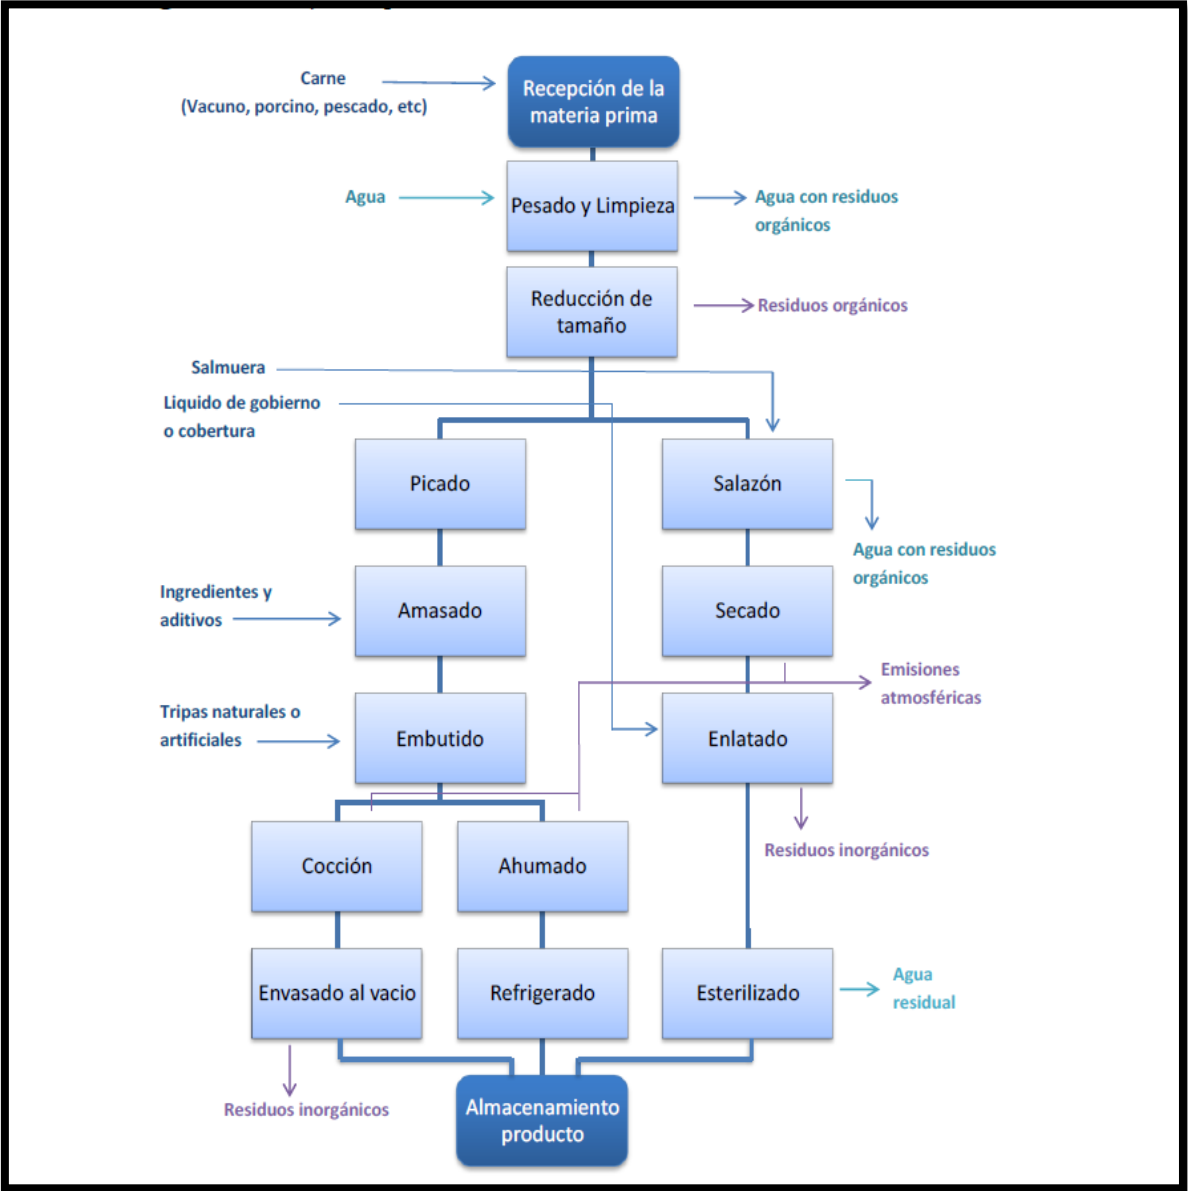 Carne
(Vacuno, porcino, pescado, etc)
Recepción de la
materia prima
Agua
Pesado y Limpieza
Agua con residuos
orgánicos
Reducción de
tamaño
Residuos orgánicos
Salmuera
Liquido de gobierno
o cobertura
Picado
Salazón
Agua con residuos
orgánicos
Ingredientes y
aditivos
Amasado
Secado
Emisiones
atmosféricas
Tripas naturales o
artificiales
Embutido
Enlatado
Residuos inorgánicos
Cocción
Ahumado
Envasado al vacio
Refrigerado
Esterilizado
Agua
residual
Residuos inorgánicos
Almacenamiento
producto